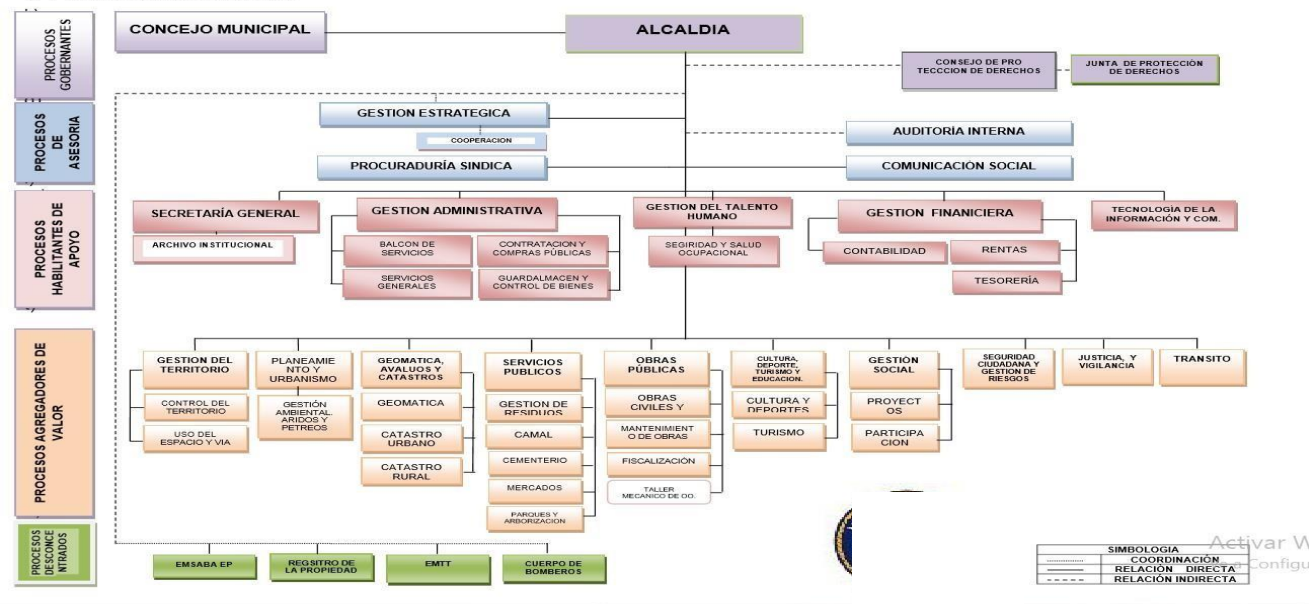 PROCESOS
GOBERNANTES
CONCEJO MUNICIPAL
ALCALDIA
CONSEJO DE PRO
TECCCION DE DERECHOS
JUNTA DE PROTECCIÒN
DE DERECHOS
PROCESOS
DE
ASESORIA
GESTION ESTRATEGICA
COOPERACION
AUDITORÍA INTERNA
PROCURADURÍA SINDICA
COMUNICACIÓN SOCIAL
PROCESOS
HABILITANTES DE
APOYO
SECRETARÍA GENERAL
ARCHIVO INSTITUCIONAL
GESTION ADMINISTRATIVA
BALCON DE
SERVICIOS
CONTRATACION Y
COMPRAS PÚBLICAS
SERVICIOS
GENERALES
GUARDALMACEN Y
CONTROL DE BIENES
GESTION DEL TALENTO
HUMANO
SEGIRIDAD Y SALUD
OCUPACIONAL
GESTION FINANCIERA
CONTABILIDAD
RENTAS
TESORERÍA
TECNOLOGÌA DE LA
INFORMACIÓN Y COM.
PROCESOS AGREGADORES DE
VALOR
GESTION DEL
TERRITORIO
CONTROL DEL
TERRITORIO
USO DEL
ESPACIO Y VIA
PLANEAMIE
NTO Y
URBANISMO
GESTIÓN
AMBIENTAL.
ARIDOS Y
PETREOS
GEOMATICA,
AVALUOS Y
CATASTROS
GEOMATICA
CATASTRO
URBANO
CATASTRO
RURAL
SERVICIOS
PUBLICOS
GESTION DE
RESIDUOS
CAMAL
CEMENTERIO
MERCADOS
PARQUES Y
ARBORIZACION
OBRAS
PÚBLICAS
OBRAS
CIVILES Y
MANTENIMIENT
O DE OBRAS
FISCALIZACIÓN
TALLER
MECANICO DE OO.
CULTURA,
DEPORTE,
TURISMO Y
EDUCACION.
CULTURA Y
DEPORTES
TURISMO
GESTIÒN
SOCIAL
PROYECT
OS
PARTICIPA
CION
SEGURIDAD
CIUDADANA Y
GESTION DE
RIESGOS
JUSTICIA, Y
VIGILANCIA
TRANSITO
PROCESOS
DESCONCE
NTRADOS
EMSABA EP
REGSITRO DE
LA PROPIEDAD
EMTT
CUERPO DE
BOMBEROS
SIMBOLOGIA
COORDINACIÓN
RELACIÓN DIRECTA
RELACIÓN INDIRECTA
Activar W
a Configu